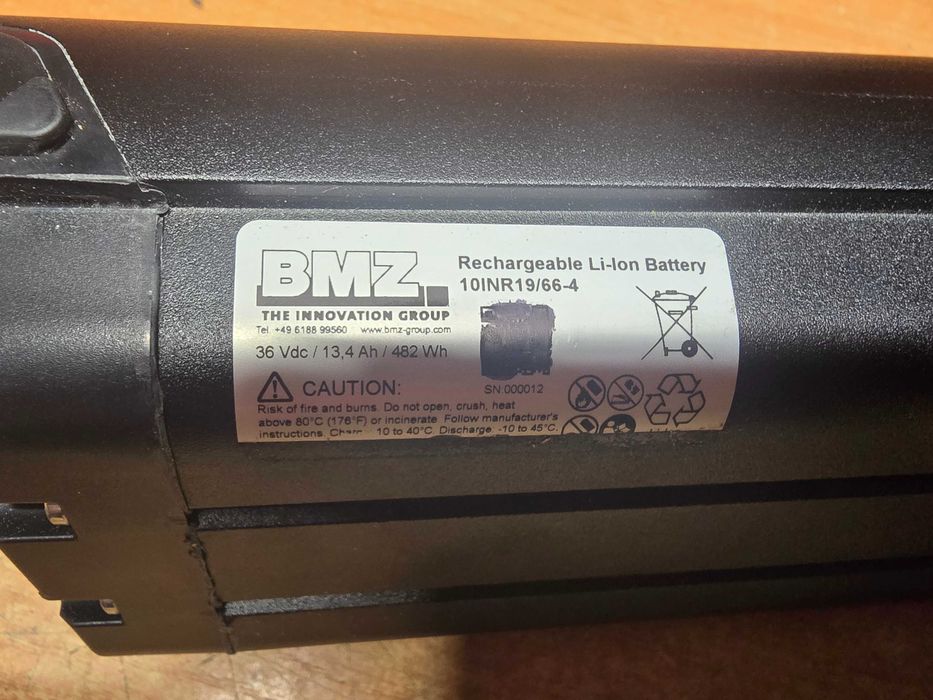 BMZ.
THE INNOVATION GROUP
Tel. +49 6188 99560 www.bmz-group.com
36 Vdc / 13,4 Ah / 482 Wh
Rechargeable Li-Ion Battery
10INR19/66-4
SN:000012
CAUTION:
Risk of fire and burns. Do not open, crush, heat
above 80°C (176°F) or incinerate. Follow manufacturer's
instructions. 10 to 40°C, Discharge. -10 to 45°C.